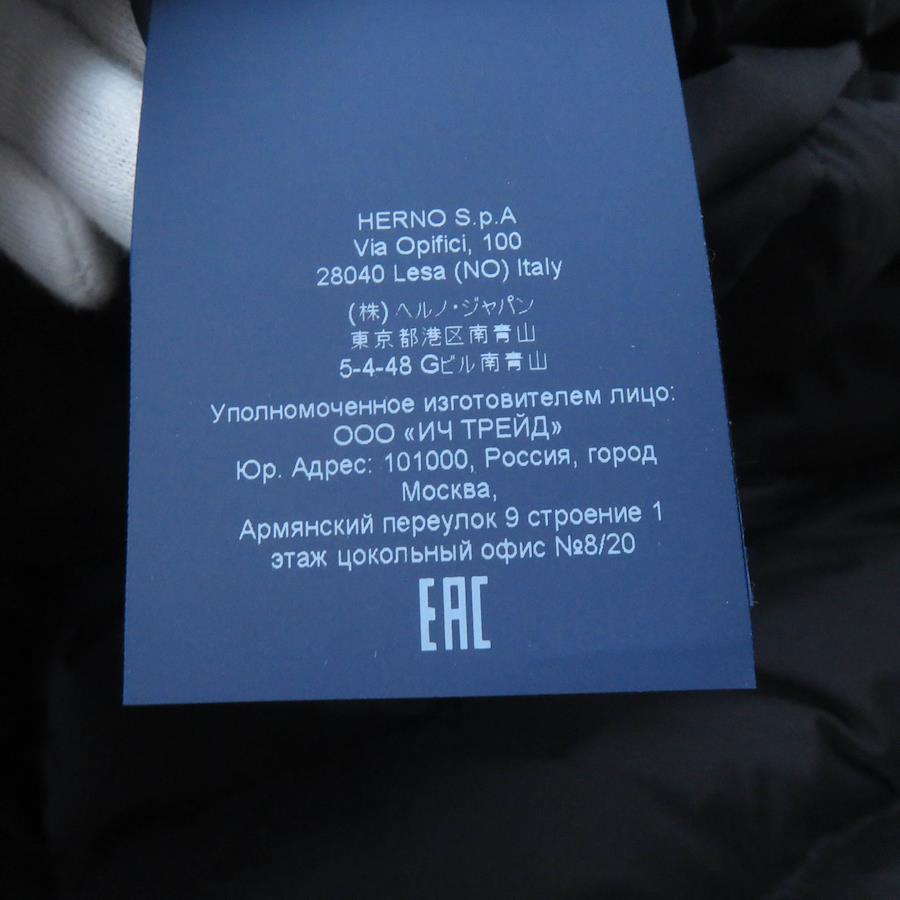 HERNO S.p.A
Via Opifici, 100
28040 Lesa (NO) Italy
(株) ヘルノ・ジャパン
東京都港区南青山
5-4-48 Gビル南青山
Уполномоченное изготовителем лицо:
ООО «ИЧ ТРЕЙД»
Юр. Адрес: 101000, Россия, город
Москва,
Армянский переулок 9 строение 1
этаж цокольный офис №8/20
EAC